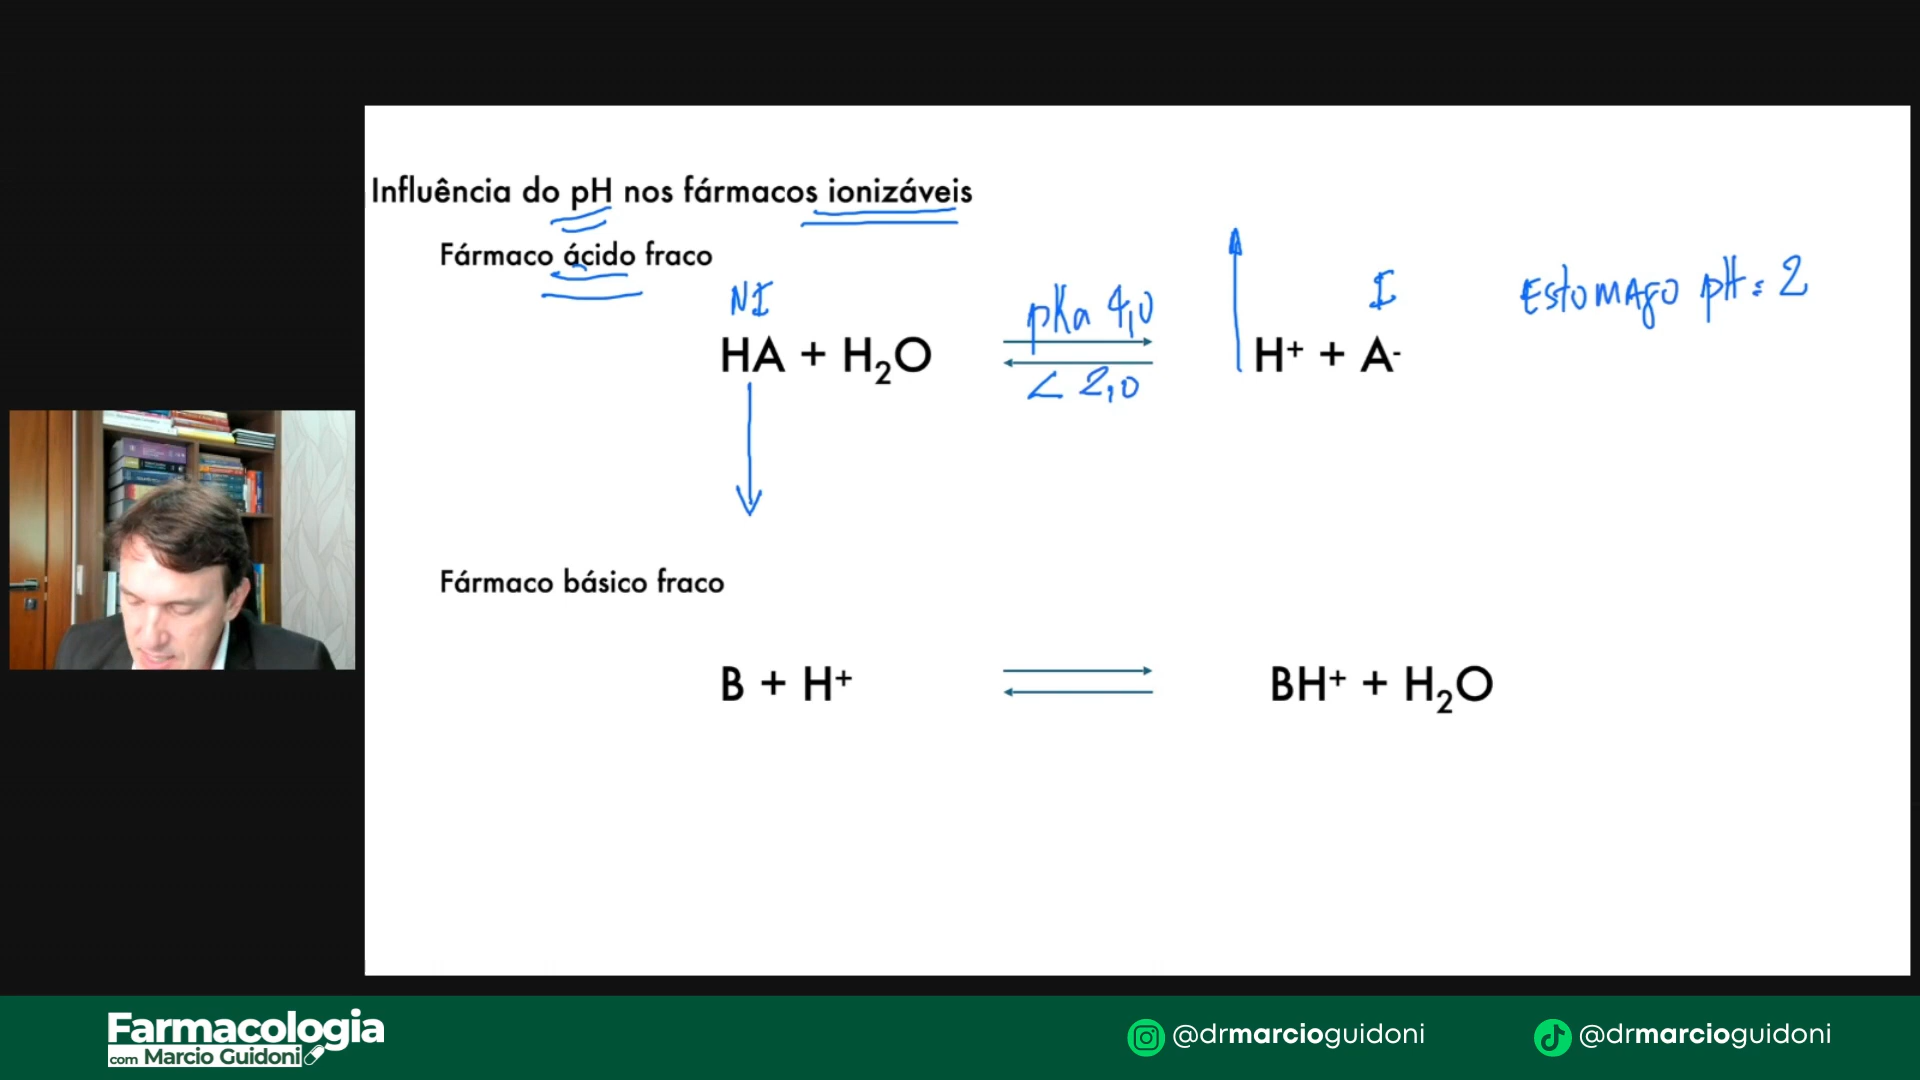 Influência do pH nos fármacos ionizáveis
Fármaco ácido fraco
NI
pKa 4,0
I
Estomago pH = 2
HA + H₂O
H⁺ + A⁻
< 2,0
Fármaco básico fraco
B + H⁺
BH⁺ + H₂O
Farmacologia
com Marcio Guidoni
@drmarcioguidoni
@drmarcioguidoni